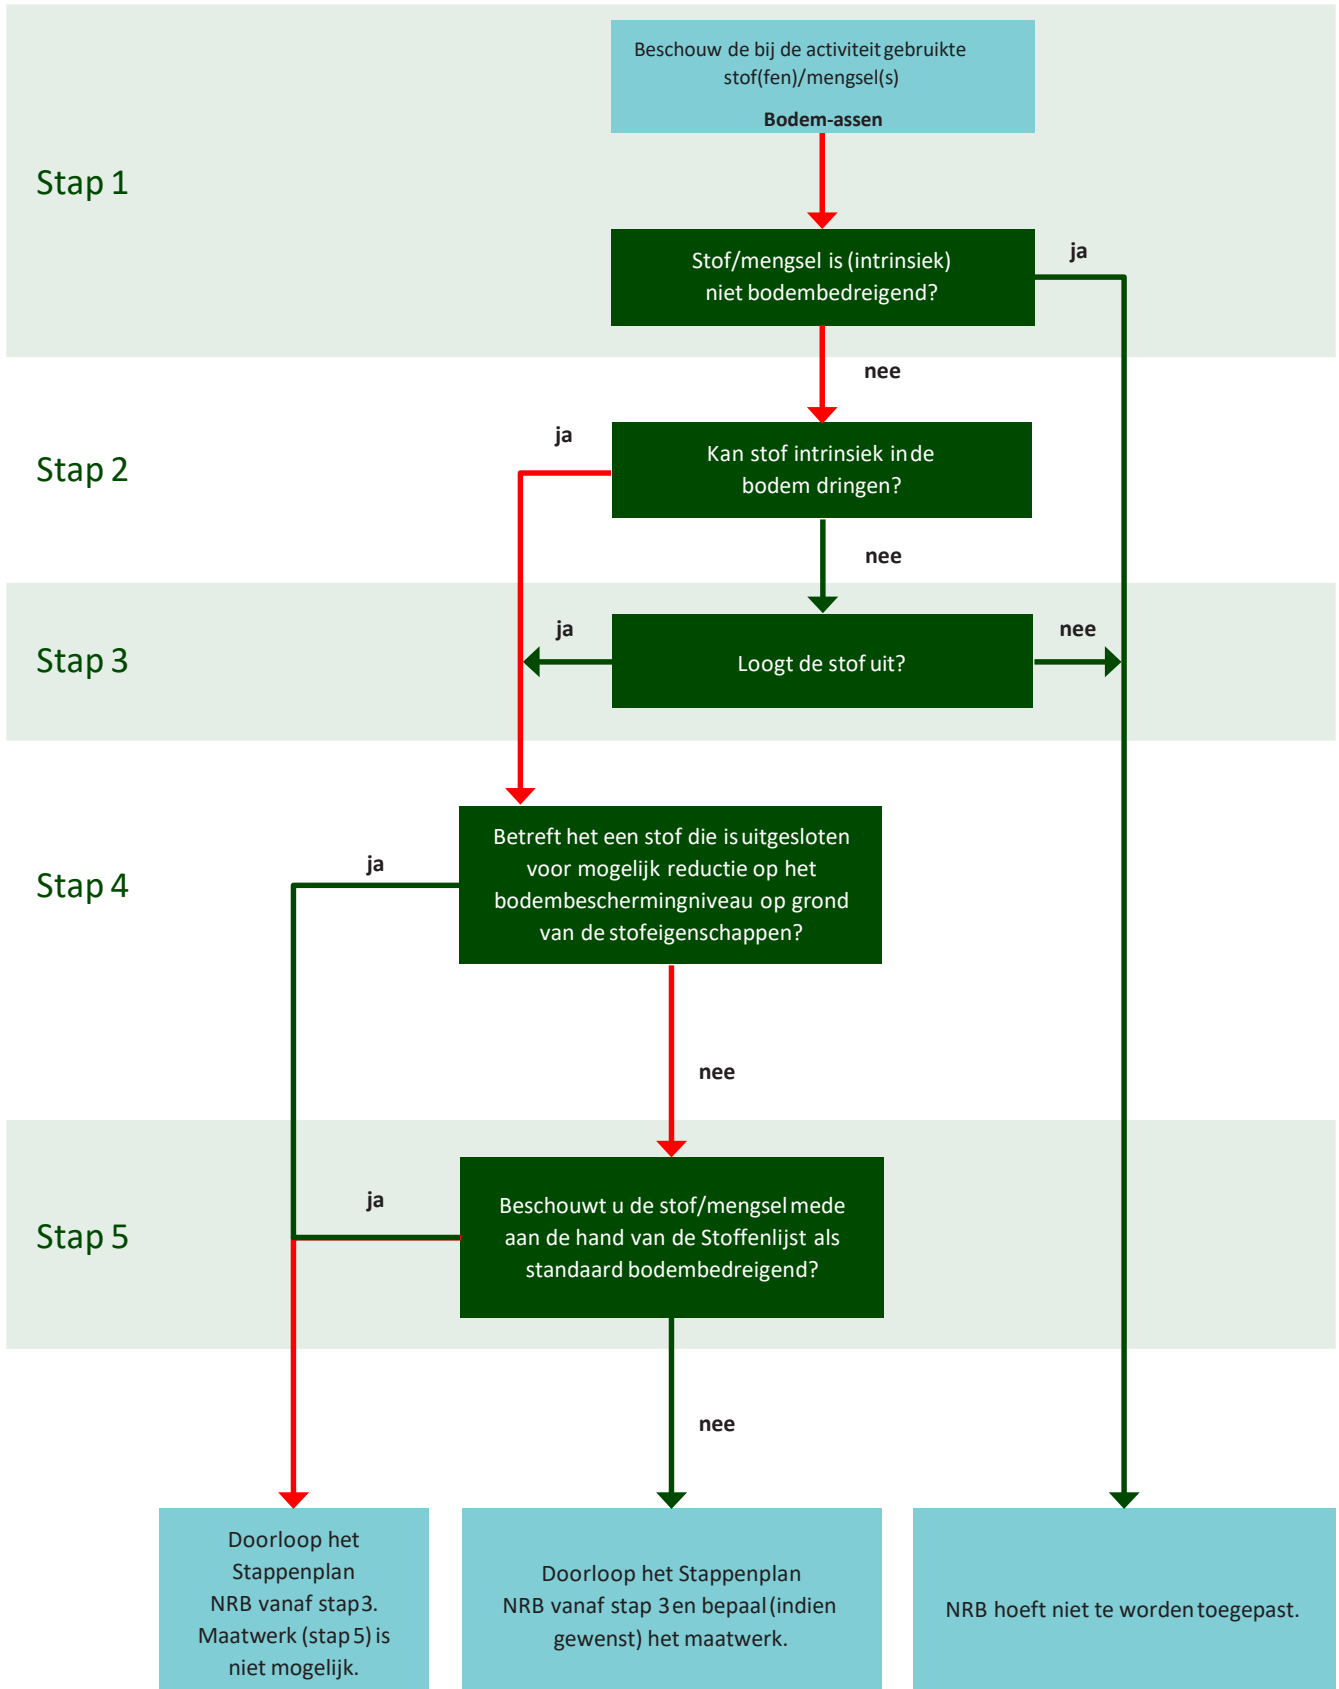 Beschouw de bij de activiteit gebruikte
stof(fen)/mengsel(s)
Bodem-assen
Stap 1
Stof/mengsel is (intrinsiek)
niet bodembedreigend?
ja
nee
Stap 2
ja
Kan stof intrinsiek in de
bodem dringen?
nee
Stap 3
ja
Loogt de stof uit?
nee
Stap 4
ja
Betreft het een stof die is uitgesloten
voor mogelijk reductie op het
bodembeschermingniveau op grond
van de stofeigenschappen?
nee
Stap 5
ja
Beschouwt u de stof/mengsel mede
aan de hand van de Stoffenlijst als
standaard bodembedreigend?
nee
Doorloop het
Stappenplan
NRB vanaf stap 3.
Maatwerk (stap 5) is
niet mogelijk.
Doorloop het Stappenplan
NRB vanaf stap 3 en bepaal (indien
gewenst) het maatwerk.
NRB hoeft niet te worden toegepast.